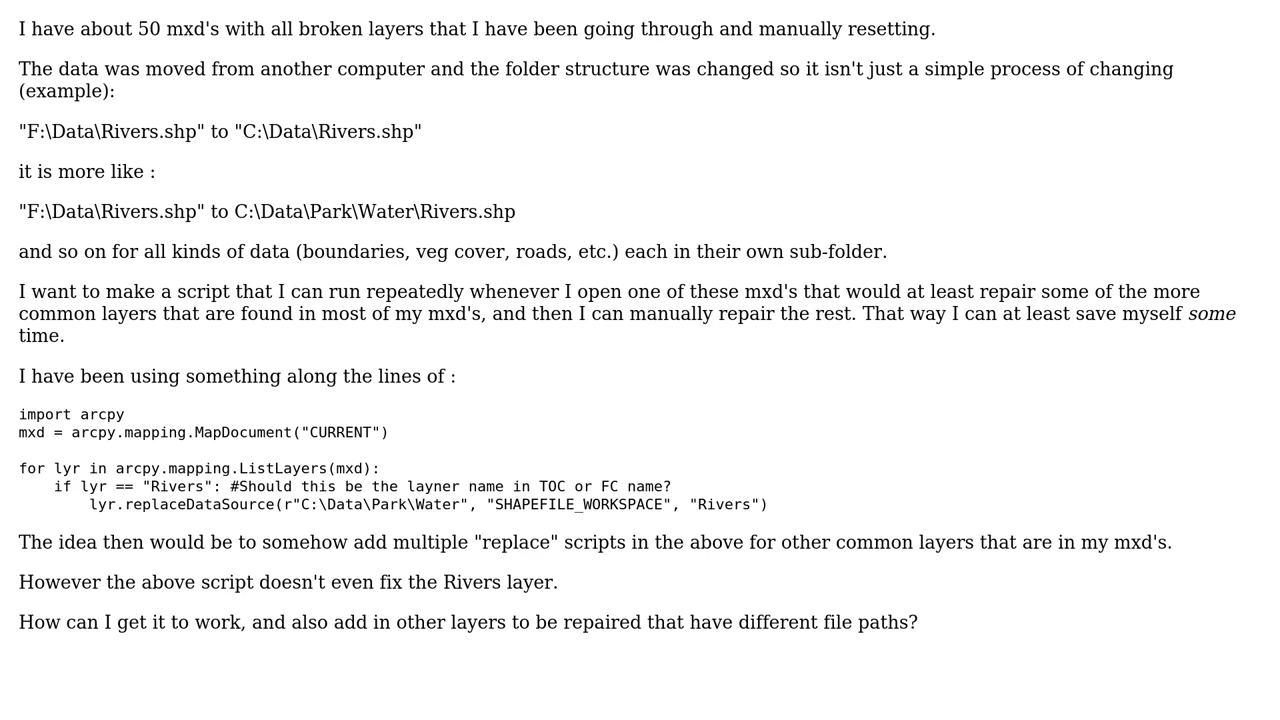 I have about 50 mxd's with all broken layers that I have been going through and manually resetting.
The data was moved from another computer and the folder structure was changed so it isn't just a simple process of changing
(example):
"F:\Data\Rivers.shp" to "C:\Data\Rivers.shp"
it is more like :
"F:\Data\Rivers.shp" to C:\Data\Park\Water\Rivers.shp
and so on for all kinds of data (boundaries, veg cover, roads, etc.) each in their own sub-folder.
I want to make a script that I can run repeatedly whenever I open one of these mxd's that would at least repair some of the more
common layers that are found in most of my mxd's, and then I can manually repair the rest. That way I can at least save myself some
time.
I have been using something along the lines of :
import arcpy
mxd = arcpy.mapping.MapDocument("CURRENT")
for lyr in arcpy.mapping.ListLayers(mxd):
    if lyr == "Rivers": #Should this be the layner name in TOC or FC name?
        lyr.replaceDataSource(r"C:\Data\Park\Water", "SHAPEFILE_WORKSPACE", "Rivers")
The idea then would be to somehow add multiple "replace" scripts in the above for other common layers that are in my mxd's.
However the above script doesn't even fix the Rivers layer.
How can I get it to work, and also add in other layers to be repaired that have different file paths?